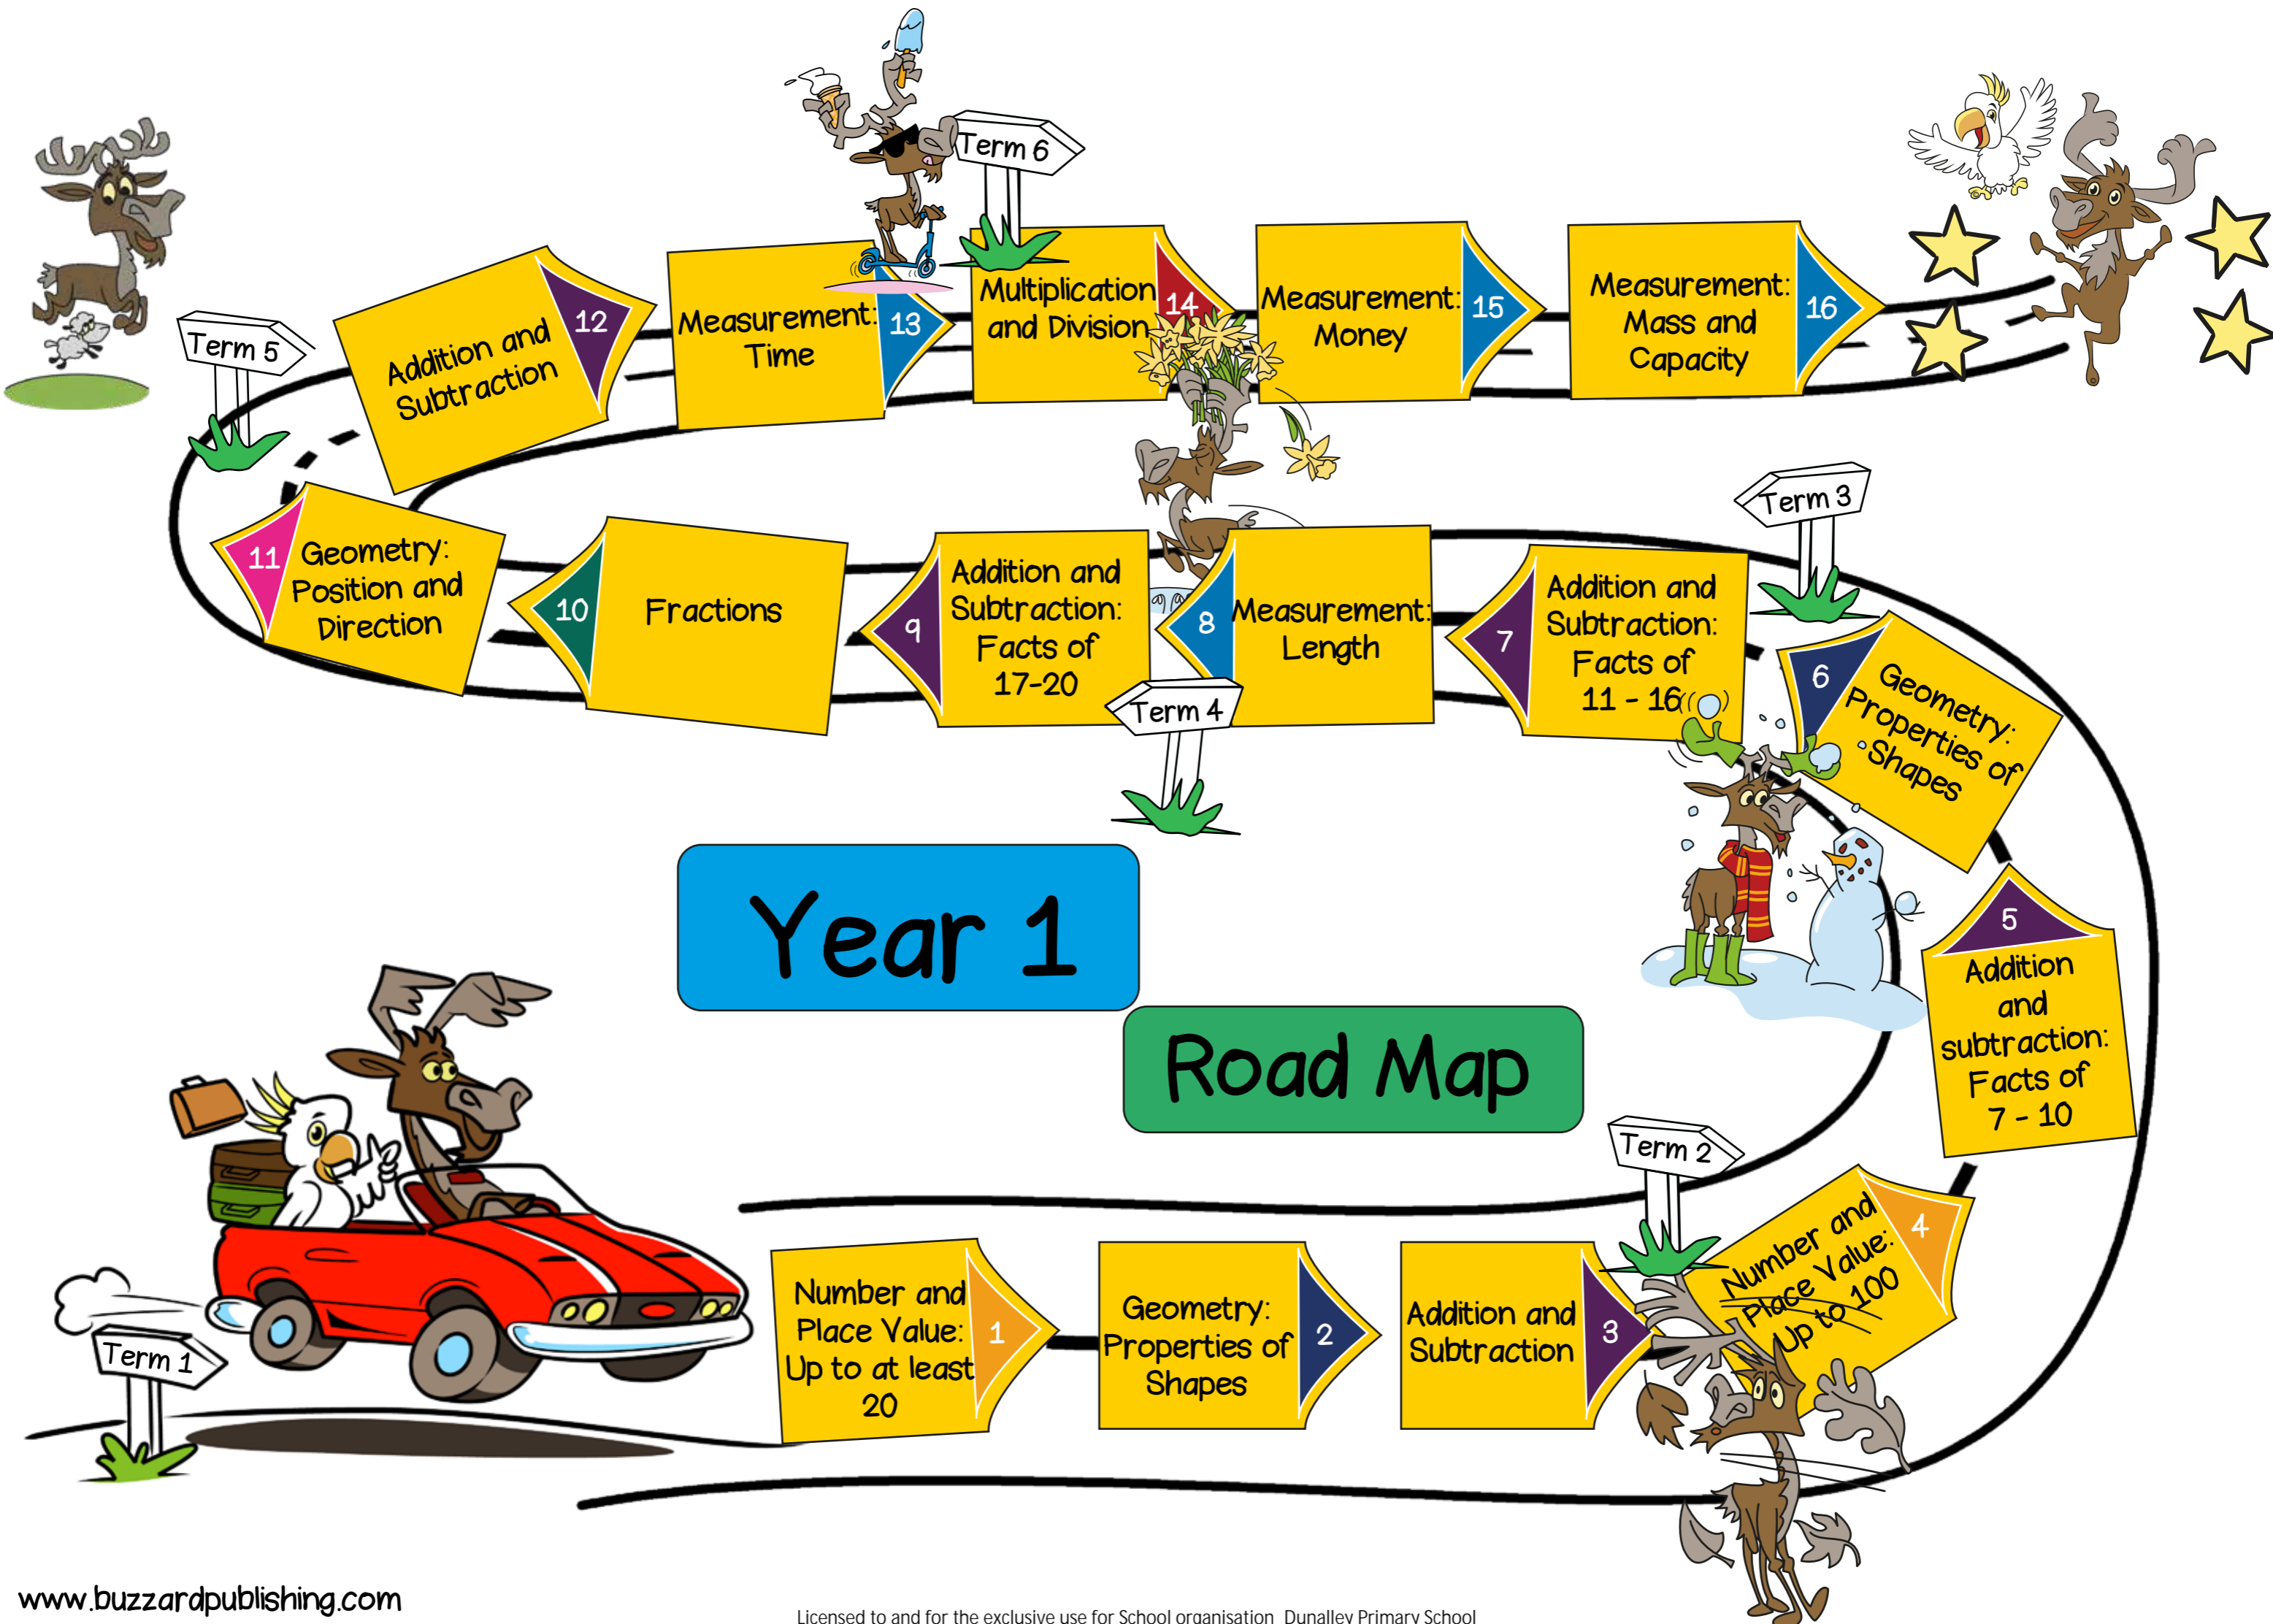 Term 6
Term 5
Addition and
Subtraction
12
Measurement:
Time
13
Multiplication
and Division
14
Measurement:
Money
15
Measurement:
Mass and
Capacity
16
Term 3
11
Geometry:
Position and
Direction
10
Fractions
9
Addition and
Subtraction:
Facts of
17-20
8
Measurement:
Length
7
Addition and
Subtraction:
Facts of
11 - 16
6
Geometry:
Properties of
Shapes
Term 4
5
Addition
and
subtraction:
Facts of
7 - 10
Year 1
Road Map
Term 2
Term 1
Number and
Place Value:
Up to at least
20
1
Geometry:
Properties of
Shapes
2
Addition and
Subtraction
3
Number and
Place Value:
Up to 100
4
www.buzzardpublishing.com
Licensed to and for the exclusive use for School organisation Dunalley Primary School